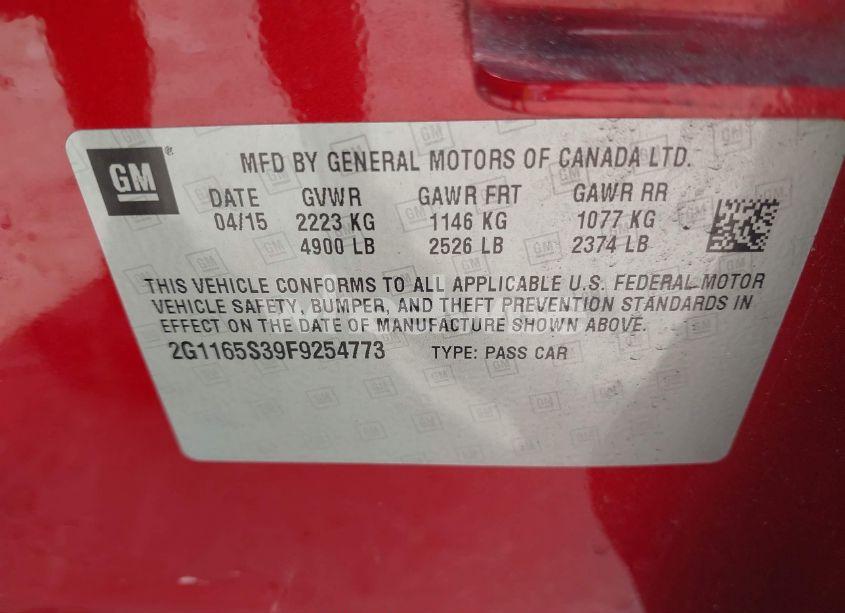 GM®
MFD BY GENERAL MOTORS OF CANADA LTD.
DATE GVWR GAWR FRT GAWR RR
04/15 2223 KG 1146 KG 1077 KG
4900 LB 2526 LB 2374 LB
THIS VEHICLE CONFORMS TO ALL APPLICABLE U.S. FEDERAL MOTOR
VEHICLE SAFETY, BUMPER, AND THEFT PREVENTION STANDARDS IN
EFFECT ON THE DATE OF MANUFACTURE SHOWN ABOVE.
2G1165S39F9254773 TYPE: PASS CAR